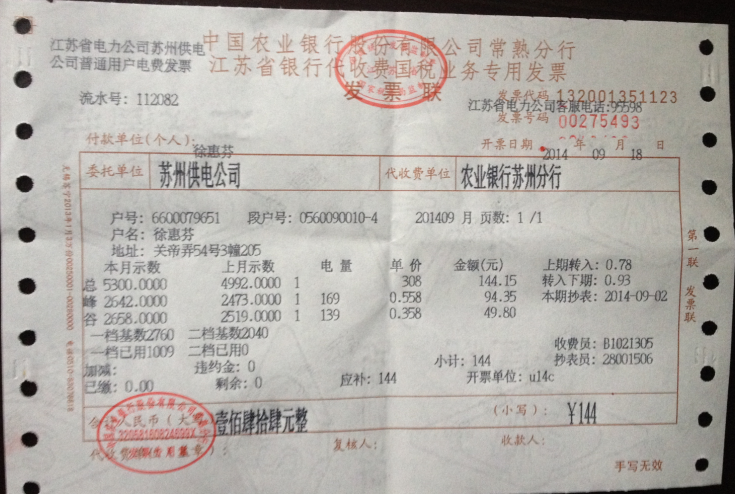 江苏省电力公司苏州供电
公司普通用户电费发票
中国农业银行股份有限公司常熟分行
江苏省银行代收费国税业务专用发票
发票联
流水号: 112082
发票代码 132001351123
江苏省电力公司客服电话:95598
发票号码 00275493
付款单位(个人): 徐惠芬
开票日期 2014 年 09 月 18 日
委托单位 苏州供电公司 代收费单位 农业银行苏州分行
户号: 6600079651 段户号: 0560090010-4 201409 月 页数: 1 /1
户名: 徐惠芬
地址: 关帝弄54号3幢205
本月示数 上月示数 电 量 单 价 金额(元) 上期转入: 0.78
总 5300.0000 4992.0000 1 308 144.15 转入下期: 0.93
峰 2642.0000 2473.0000 1 169 0.558 94.35 本期抄表: 2014-09-02
谷 2658.0000 2519.0000 1 139 0.358 49.80
一档基数2760 二档基数2040
收费员: B1021305
一档已用1009 二档已用0
小计: 144 抄表员: 28001506
加减: 违约金: 0
已缴: 0.00 剩余: 0 应补: 144 开票单位: u14c
人民币(大 壹佰肆拾肆元整 (小写): ¥144
代收费 章): 复核人: 收款人:
手写无效
第一联 发票联